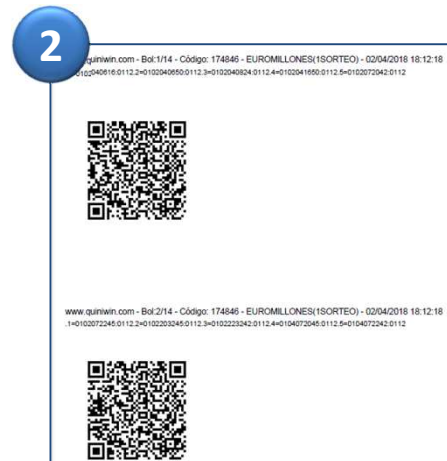 2
quiniwin.com - Bol:1/14 - Código: 174846 - EUROMILLONES(1SORTEO) - 02/04/2018 18:12:18
0102040616:0112.2=0102040650:0112.3=0102040824:0112.4=0102041650:0112.5=0102072042:0112
www.quiniwin.com - Bol:2/14 - Código: 174846 - EUROMILLONES(1SORTEO) - 02/04/2018 18:12:18
.1=0102072245:0112.2=0102203245:0112.3=0102223242:0112.4=0104072045:0112.5=0104072242:0112